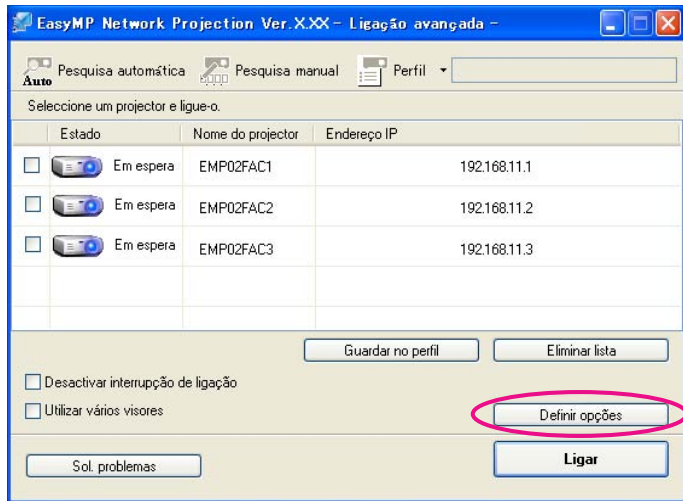 EasyMP Network Projection Ver.X.XX - Ligação avançada -
Auto Pesquisa automática Pesquisa manual Perfil
Seleccione um projector e ligue-o.
Estado Nome do projector Endereço IP
Em espera EMP02FAC1 192.168.11.1
Em espera EMP02FAC2 192.168.11.2
Em espera EMP02FAC3 192.168.11.3
Guardar no perfil Eliminar lista
Desactivar interrupção de ligação
Utilizar vários visores Definir opções
Sol. problemas Ligar